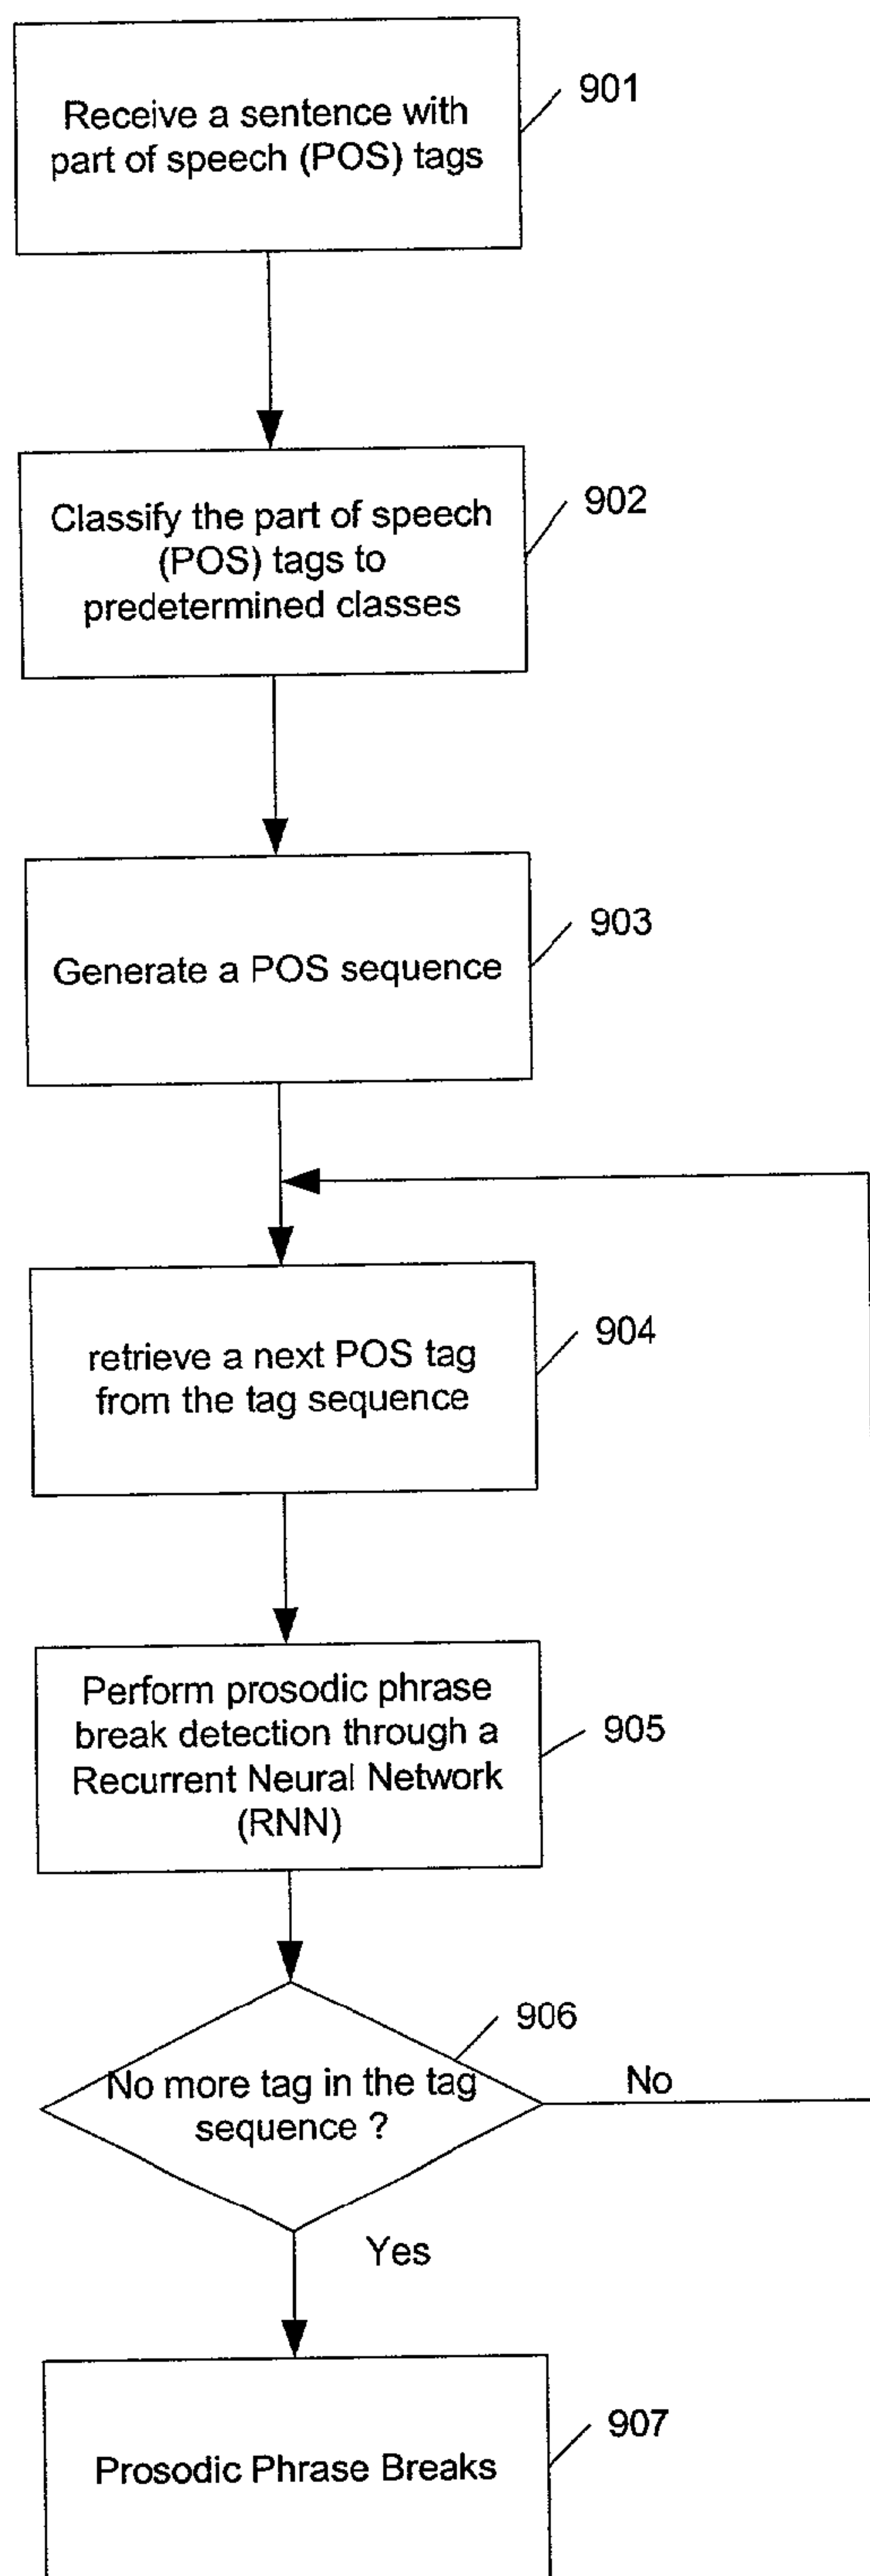 Receive a sentence with
part of speech (POS) tags
901
Classify the part of speech
(POS) tags to
predetermined classes
902
Generate a POS sequence
903
retrieve a next POS tag
from the tag sequence
904
Perform prosodic phrase
break detection through a
Recurrent Neural Network
(RNN)
905
906
No more tag in the tag
sequence ?
No
Yes
Prosodic Phrase Breaks
907